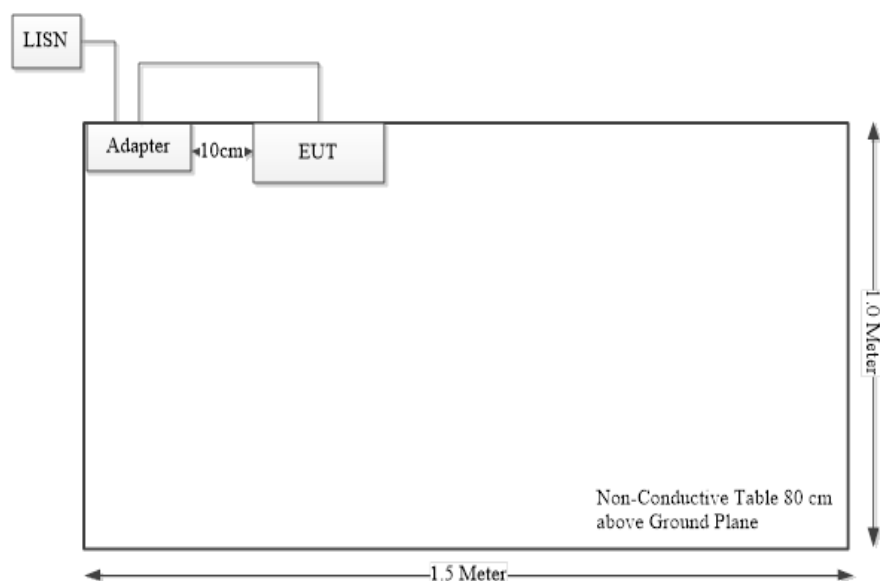 LISN
Adapter
10cm
EUT
1.0 Meter
Non-Conductive Table 80 cm
above Ground Plane
1.5 Meter